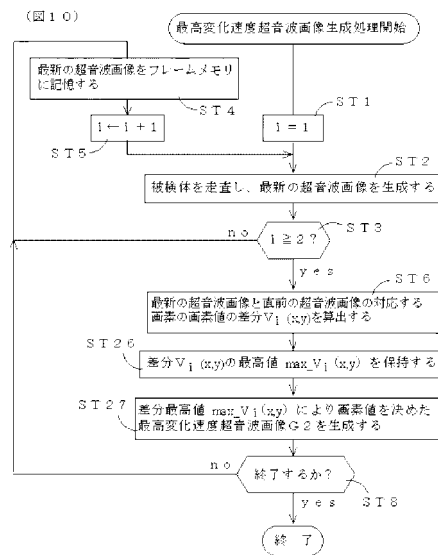 （図１０）
最高変化速度超音波画像生成処理開始
最新の超音波画像をフレームメモリ
に記憶する
ＳＴ４
ＳＴ１
ｉ←ｉ＋１
ｉ＝１
ＳＴ５
ＳＴ２
被検体を走査し、最新の超音波画像を生成する
ＳＴ３
ｎｏ
ｉ≧２？
ｙｅｓ
ＳＴ６
最新の超音波画像と直前の超音波画像の対応する
画素の画素値の差分Ｖi (x,y)を算出する
ＳＴ２６
差分Ｖi (x,y)の最高値 max_Ｖi (x,y) を保持する
ＳＴ２７
差分最高値 max_Ｖi (x,y) により画素値を決めた
最高変化速度超音波画像Ｇ２を生成する
ｎｏ
終了するか？
ＳＴ８
ｙｅｓ
終 了